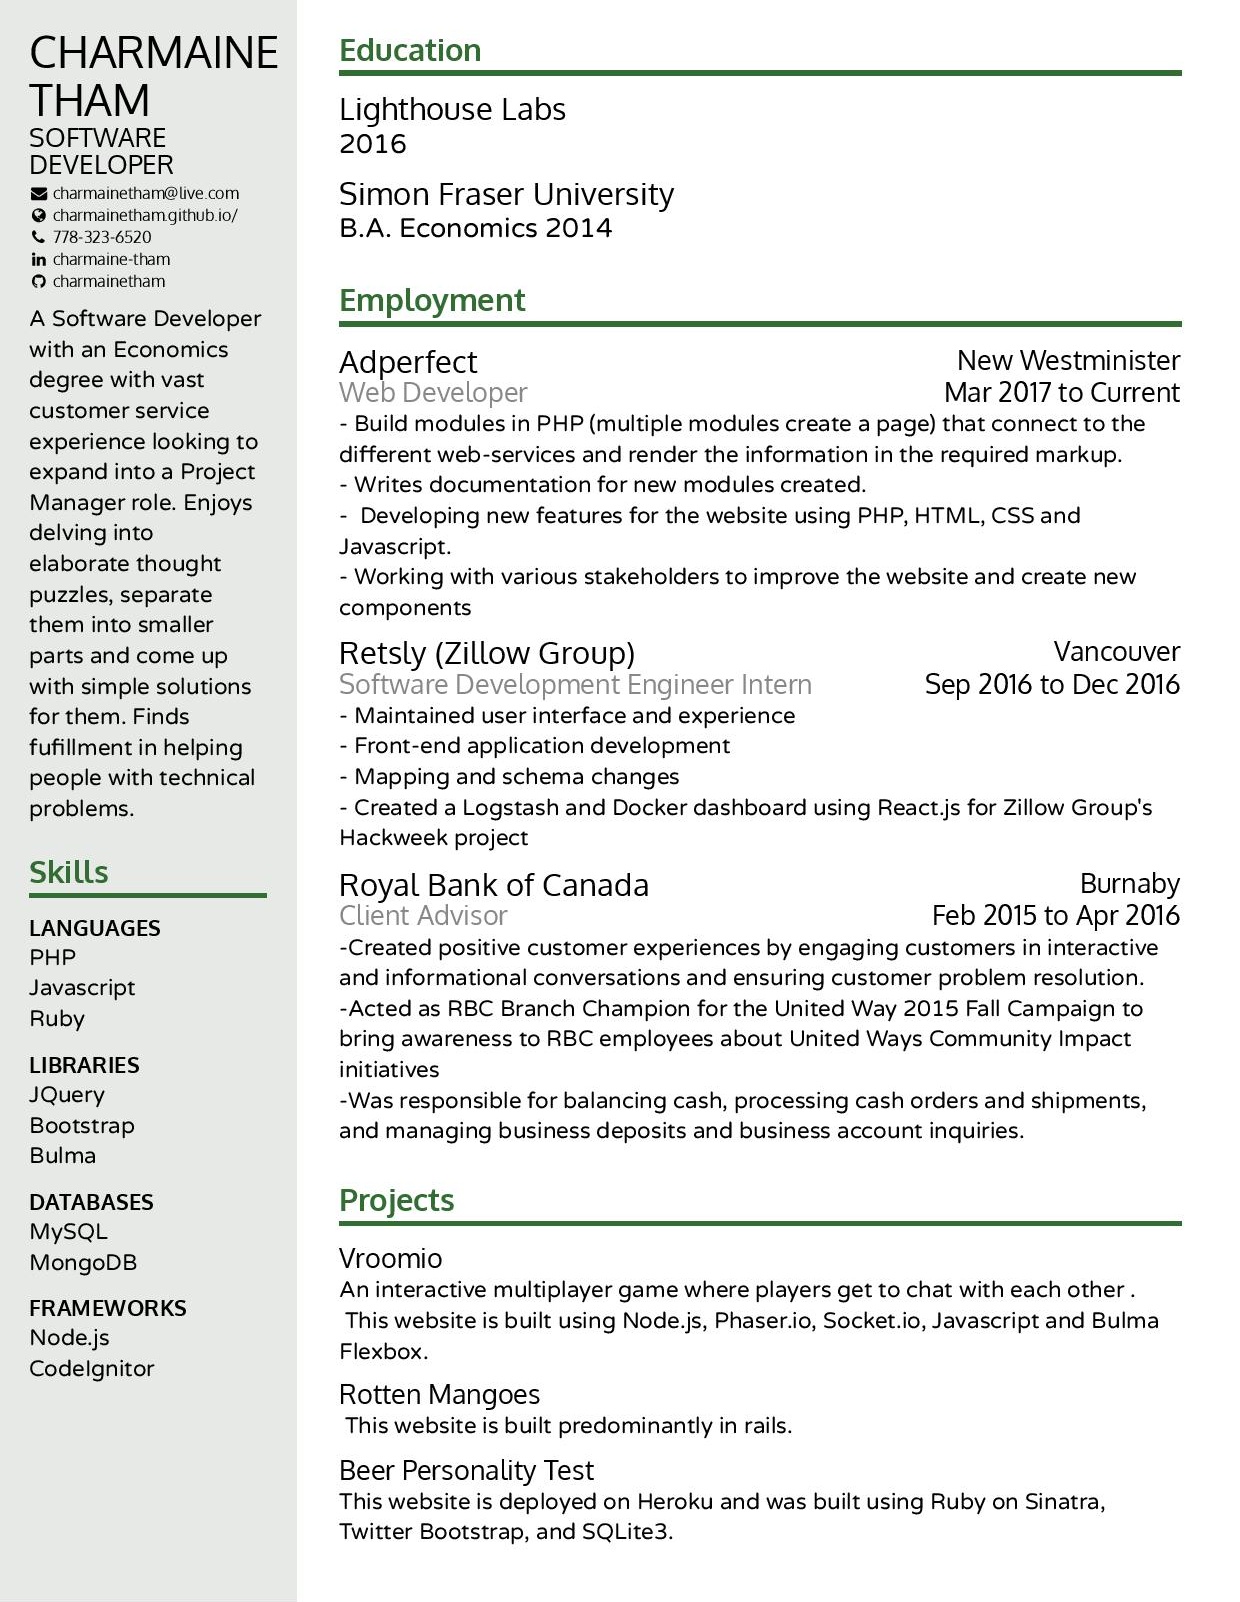 CHARMAINE
THAM
SOFTWARE
DEVELOPER
charmainetham@live.com
charmainetham.github.io/
778-323-6520
charmaine-tham
charmainetham
A Software Developer
with an Economics
degree with vast
customer service
experience looking to
expand into a Project
Manager role. Enjoys
delving into
elaborate thought
puzzles, separate
them into smaller
parts and come up
with simple solutions
for them. Finds
fufillment in helping
people with technical
problems.
Skills
LANGUAGES
PHP
Javascript
Ruby
LIBRARIES
JQuery
Bootstrap
Bulma
DATABASES
MySQL
MongoDB
FRAMEWORKS
Node.js
CodeIgnitor
Education
Lighthouse Labs
2016
Simon Fraser University
B.A. Economics 2014
Employment
Adperfect New Westminister
Web Developer Mar 2017 to Current
- Build modules in PHP (multiple modules create a page) that connect to the
different web-services and render the information in the required markup.
- Writes documentation for new modules created.
-  Developing new features for the website using PHP, HTML, CSS and
Javascript.
- Working with various stakeholders to improve the website and create new
components
Retsly (Zillow Group) Vancouver
Software Development Engineer Intern Sep 2016 to Dec 2016
- Maintained user interface and experience
- Front-end application development
- Mapping and schema changes
- Created a Logstash and Docker dashboard using React.js for Zillow Group's
Hackweek project
Royal Bank of Canada Burnaby
Client Advisor Feb 2015 to Apr 2016
-Created positive customer experiences by engaging customers in interactive
and informational conversations and ensuring customer problem resolution.
-Acted as RBC Branch Champion for the United Way 2015 Fall Campaign to
bring awareness to RBC employees about United Ways Community Impact
initiatives
-Was responsible for balancing cash, processing cash orders and shipments,
and managing business deposits and business account inquiries.
Projects
Vroomio
An interactive multiplayer game where players get to chat with each other .
This website is built using Node.js, Phaser.io, Socket.io, Javascript and Bulma
Flexbox.
Rotten Mangoes
This website is built predominantly in rails.
Beer Personality Test
This website is deployed on Heroku and was built using Ruby on Sinatra,
Twitter Bootstrap, and SQLite3.